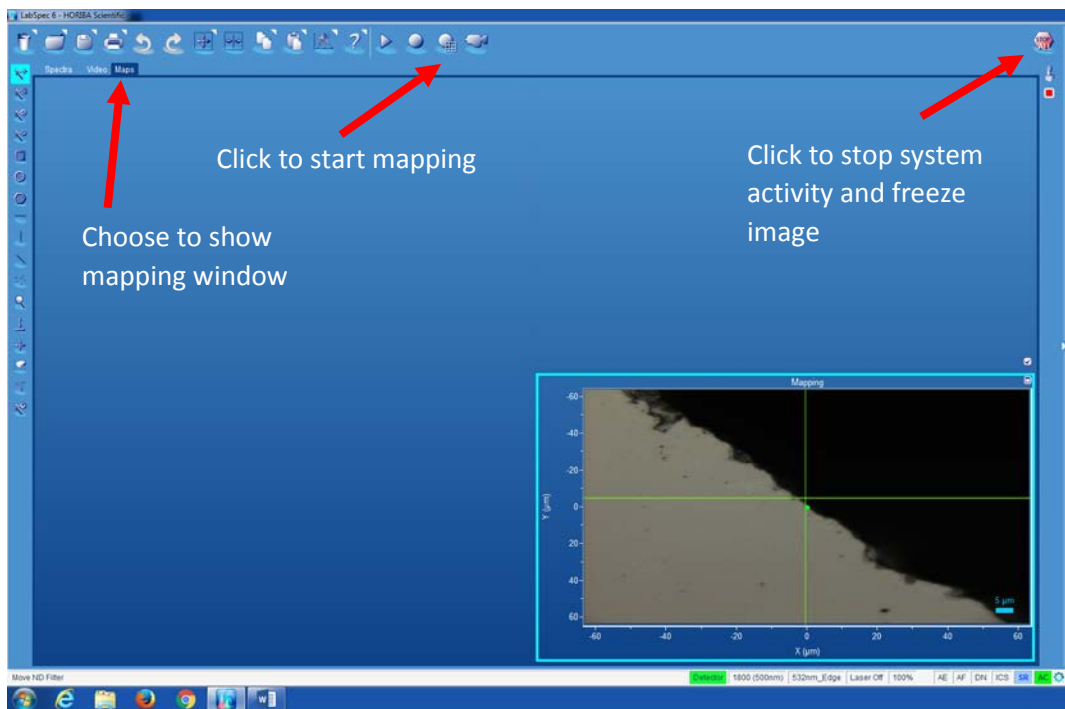 LabSpec 6 - HORIBA Scientific
Spectra Video Maps
Click to start mapping
Click to stop system
activity and freeze
image
Choose to show
mapping window
Mapping
-60
-40
-20
0
20
40
60
Y (µm)
5 µm
-60 -40 -20 0 20 40 60
X (µm)
Move ND Filter
Detector 1800 (500nm) 532nm_Edge Laser Off 100% AE AF DN ICS SR AC
W